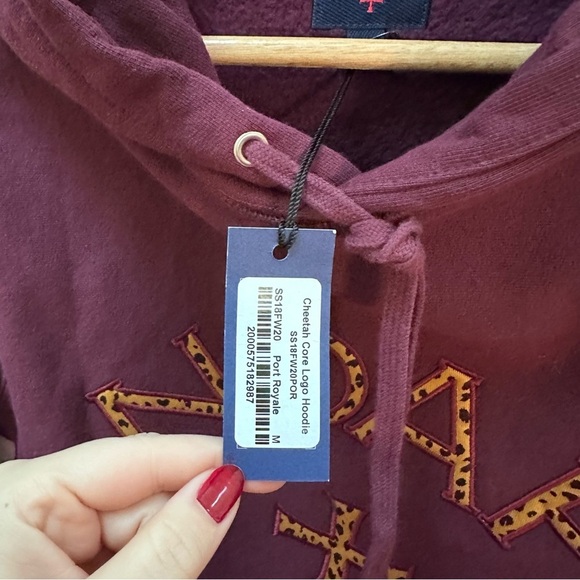 Cheetah Core Logo Hoodie
SS18FW20POR
SS18FW20 Port Royale M
2000575182987